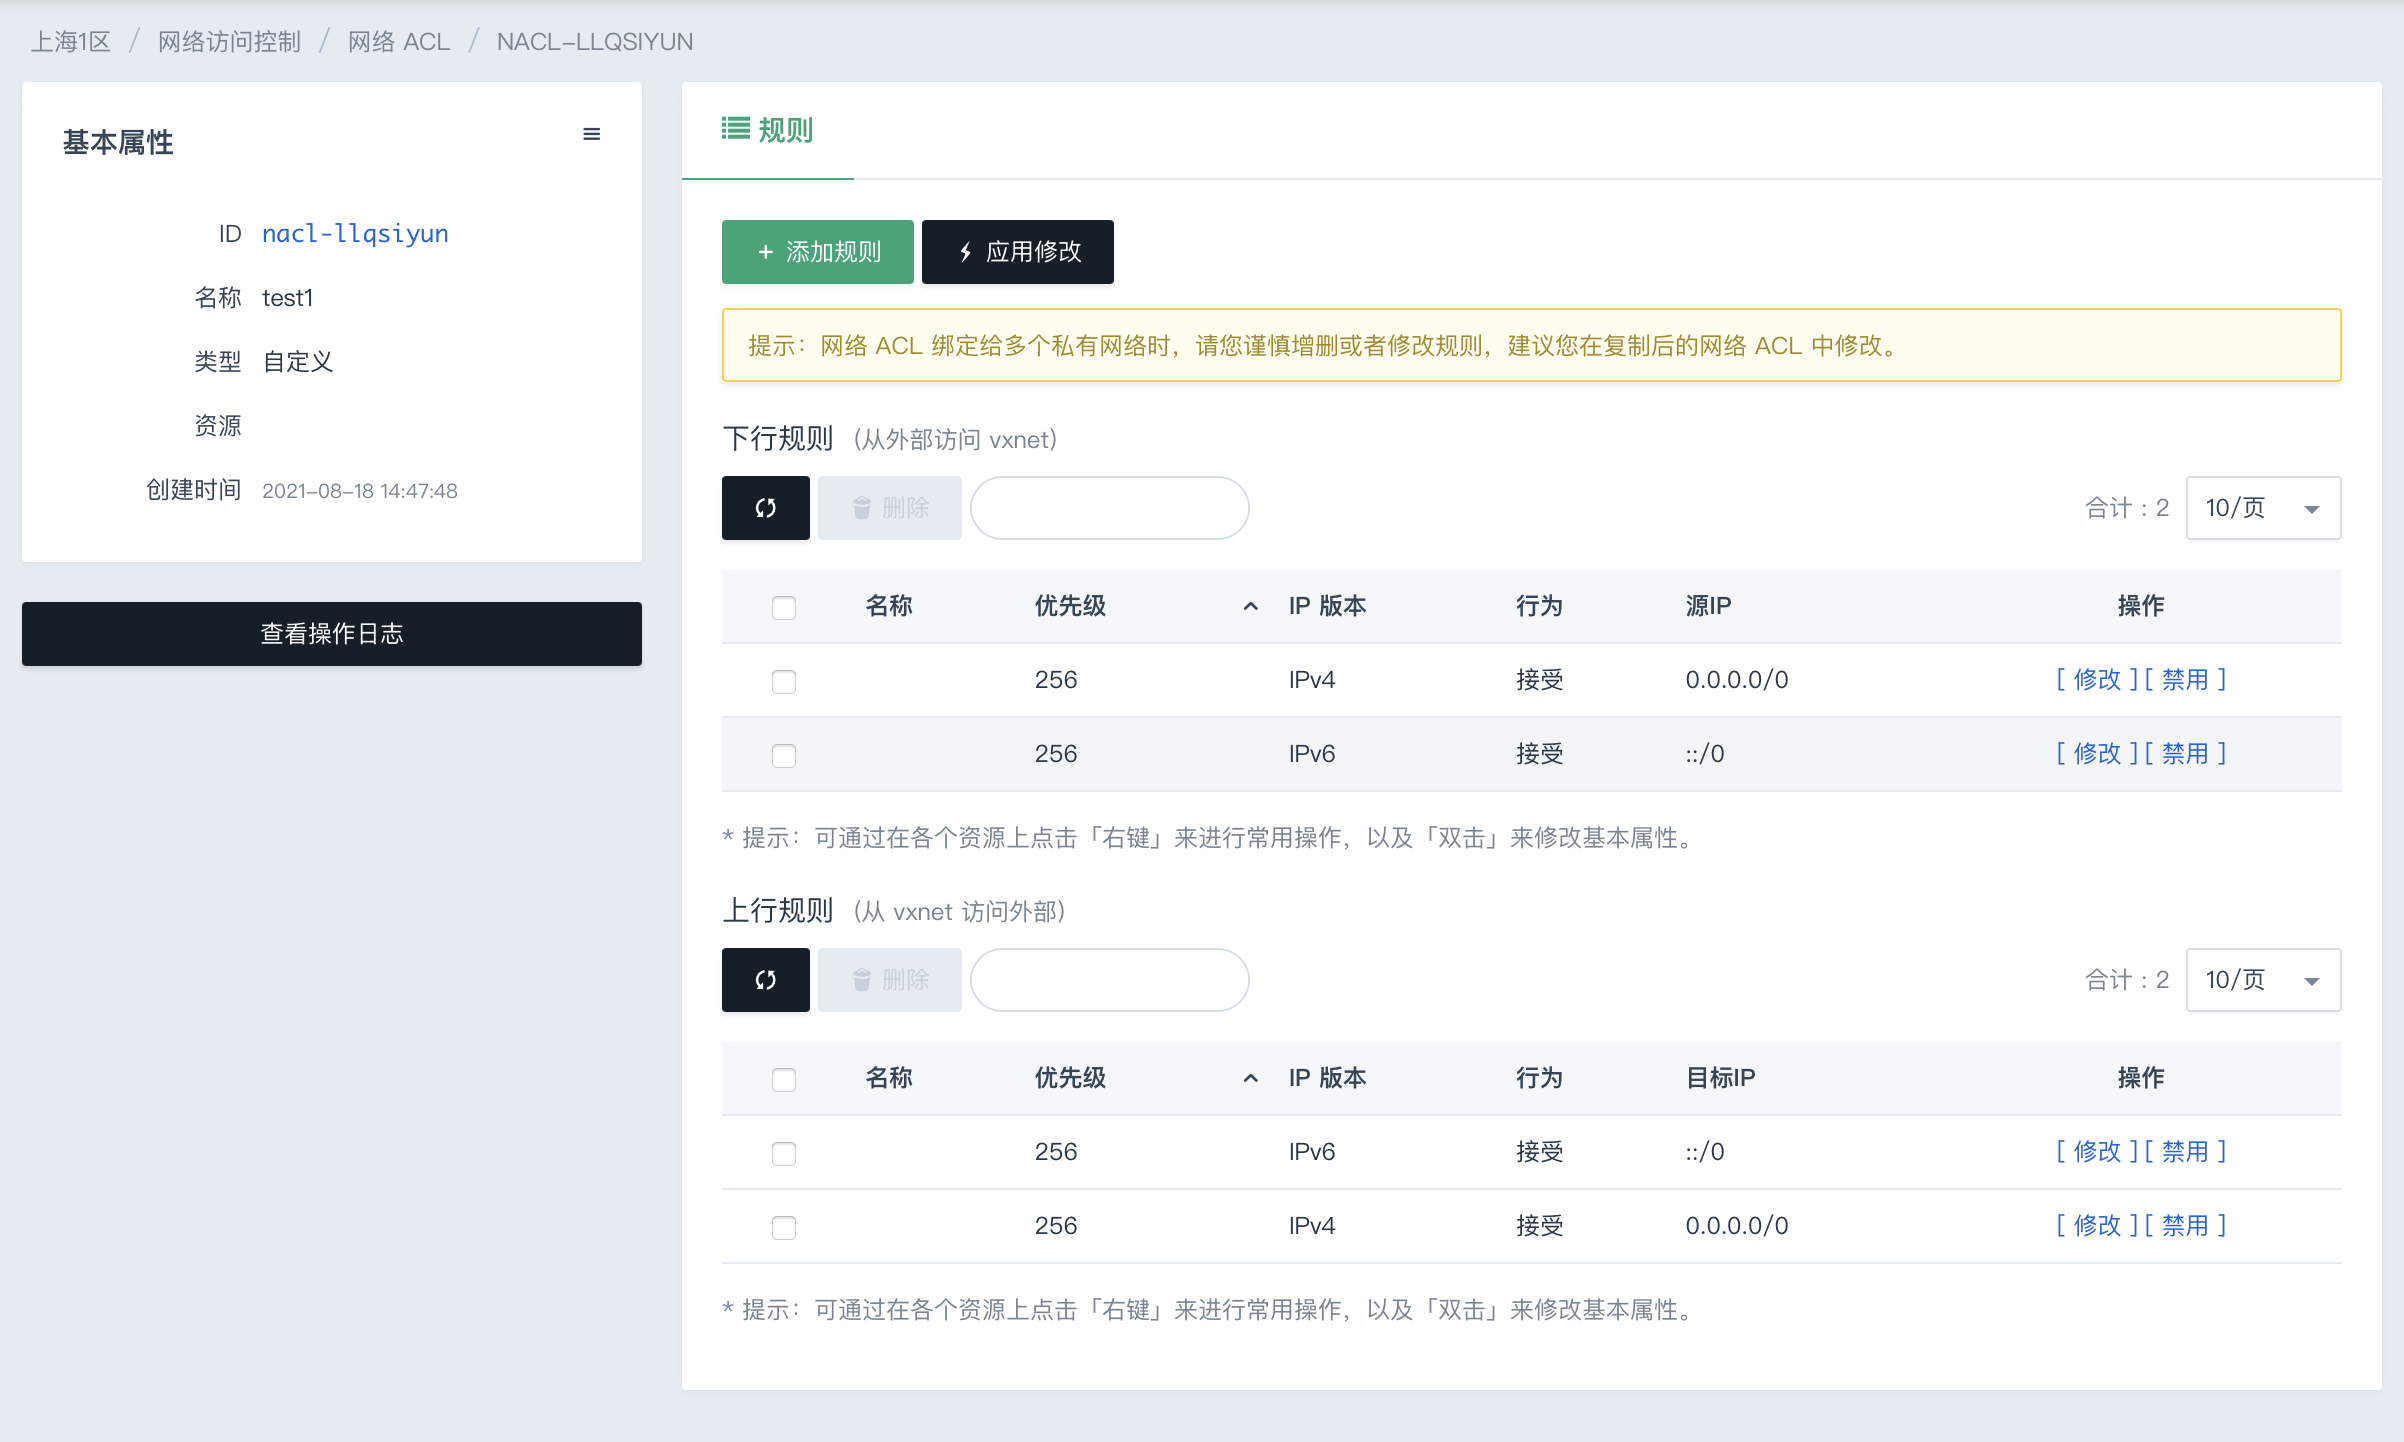 上海1区 / 网络访问控制 / 网络 ACL / NACL-LLQSIYUN
基本属性
ID nacl-llqsiyun
名称 test1
类型 自定义
资源
创建时间 2021-08-18 14:47:48
查看操作日志
规则
+ 添加规则 应用修改
提示：网络 ACL 绑定给多个私有网络时，请您谨慎增删或者修改规则，建议您在复制后的网络 ACL 中修改。
下行规则 (从外部访问 vxnet)
删除 合计：2 10/页
名称 优先级 IP 版本 行为 源IP 操作
256 IPv4 接受 0.0.0.0/0 [ 修改 ][ 禁用 ]
256 IPv6 接受 ::/0 [ 修改 ][ 禁用 ]
* 提示：可通过在各个资源上点击「右键」来进行常用操作，以及「双击」来修改基本属性。
上行规则 (从 vxnet 访问外部)
删除 合计：2 10/页
名称 优先级 IP 版本 行为 目标IP 操作
256 IPv6 接受 ::/0 [ 修改 ][ 禁用 ]
256 IPv4 接受 0.0.0.0/0 [ 修改 ][ 禁用 ]
* 提示：可通过在各个资源上点击「右键」来进行常用操作，以及「双击」来修改基本属性。